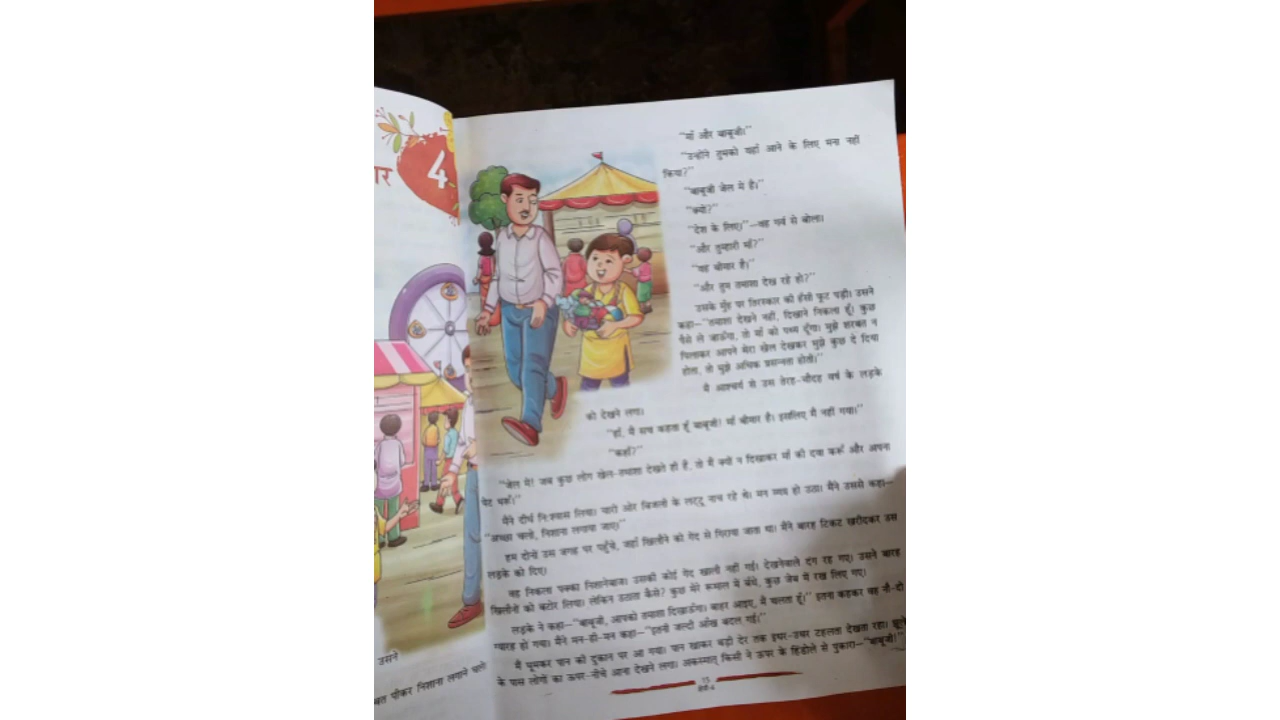 4
"माँ और बाबूजी।"
"उन्होंने तुमको यहाँ आने के लिए मना नहीं
किया?"
"बाबूजी जेल में है।"
"क्यों?"
"देश के लिए।"–वह गर्व से बोला।
"और तुम्हारी माँ?"
"वह बीमार है।"
"और तुम तमाशा देख रहे हो?"
उसके मुँह पर तिरस्कार की हँसी फूट पड़ी। उसने
कहा–"तमाशा देखने नहीं, दिखाने निकला हूँ। कुछ
पैसे ले जाऊँगा, तो माँ को पथ्य दूँगा। मुझे शरबत न
पिलाकर आपने मेरा खेल देखकर मुझे कुछ दे दिया
होता, तो मुझे अधिक प्रसन्नता होती।"
मैं आश्चर्य से उस तेरह-चौदह वर्ष के लड़के
को देखने लगा।
"हाँ, मैं सच कहता हूँ बाबूजी! माँ बीमार है। इसलिए मैं नहीं गया।"
"कहाँ?"
"जेल में! जब कुछ लोग खेल-तमाशा देखते ही हैं, तो मैं क्यों न दिखाकर माँ की दवा करूँ और अपना
पेट भरूँ।"
मैंने दीर्घ नि:श्वास लिया। चारों ओर बिजली के लट्टू नाच रहे थे। मन व्यग्र हो उठा। मैंने उससे कहा–
"अच्छा चलो, निशाना लगाया जाए।"
हम दोनों उस जगह पर पहुँचे, जहाँ खिलौने को गेंद से गिराया जाता था। मैंने बारह टिकट खरीदकर उस
लड़के को दिए।
वह निकला पक्का निशानेबाज। उसकी कोई गेंद खाली नहीं गई। देखनेवाले दंग रह गए। उसने बारह
खिलौनों को बटोर लिया। लेकिन उठाता कैसे? कुछ मेरे रूमाल में बँधे, कुछ जेब में रख लिए गए।
लड़के ने कहा–"बाबूजी, आपको तमाशा दिखाऊँगा। बाहर आइए, मैं चलता हूँ।" इतना कहकर वह नौ-दो
ग्यारह हो गया। मैंने मन-ही-मन कहा–"इतनी जल्दी आँख बदल गई।"
मैं घूमकर पान की दुकान पर आ गया। पान खाकर बड़ी देर तक इधर-उधर टहलता देखता रहा। झूले
के पास लोगों का ऊपर-नीचे आना देखने लगा। अकस्मात् किसी ने ऊपर के हिंडोले से पुकारा–"बाबूजी!"
15
उसने
पीकर निशाना लगाने चलो